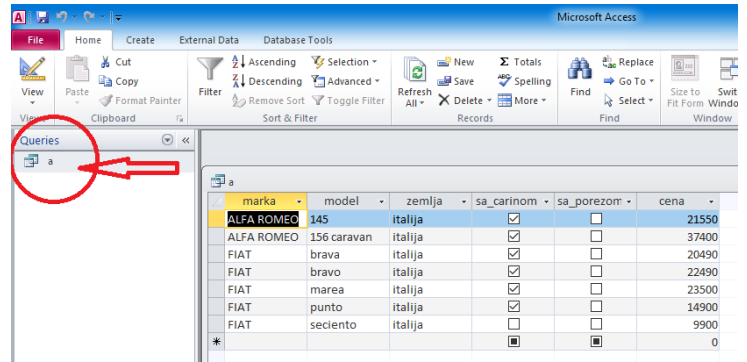 A Microsoft Access
File Home Create External Data Database Tools
View Paste Cut Copy Format Painter Filter Ascending Descending Remove Sort Selection Advanced Toggle Filter Refresh All New Save Delete Σ Totals Spelling More Find Replace Go To Select Size to Fit Form
Views Clipboard Sort & Filter Records Find Window
Queries «
a
a
marka model zemlja sa_carinom sa_porezom cena
ALFA ROMEO 145 italija 21550
ALFA ROMEO 156 caravan italija 37400
FIAT brava italija 20490
FIAT bravo italija 22490
FIAT marea italija 23500
FIAT punto italija 14900
FIAT seciento italija 9900
* 0